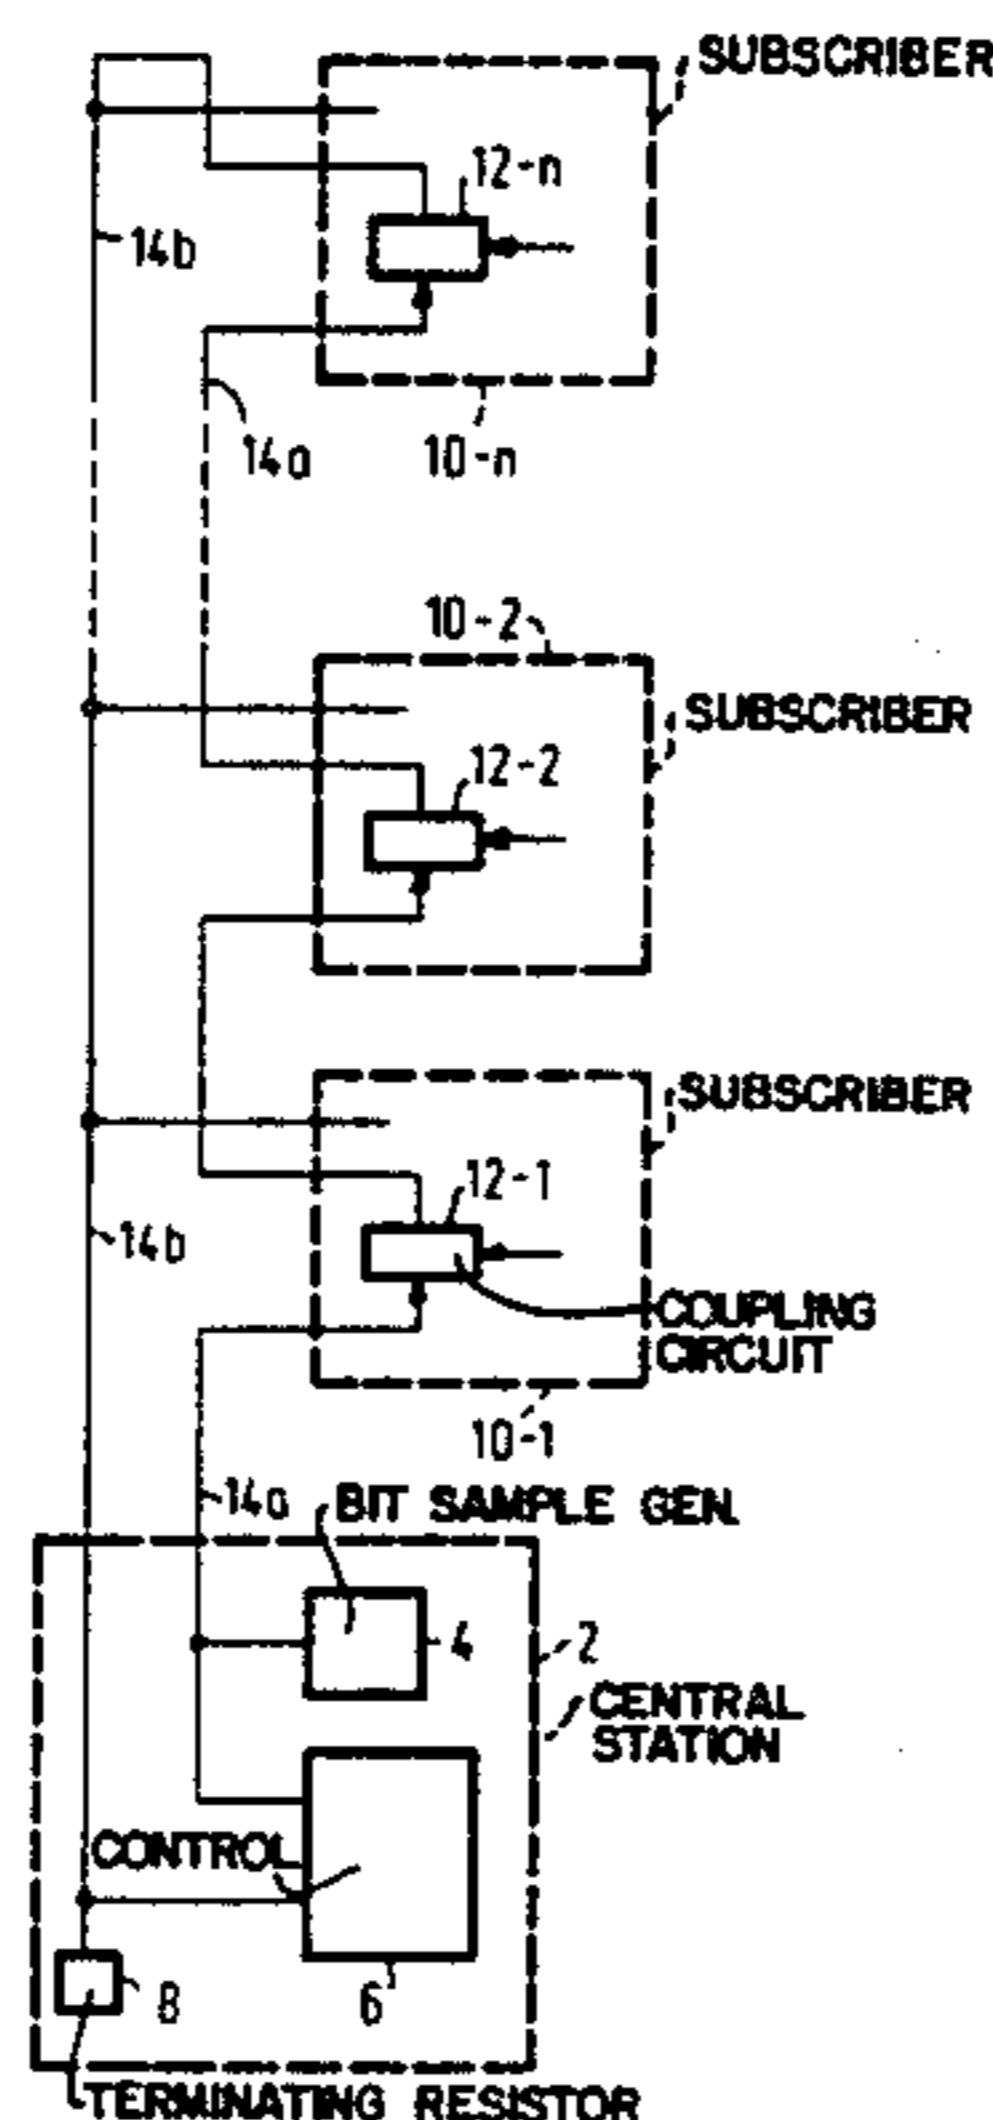 SUBSCRIBER
12-n
14b
14a
10-n
10-2
SUBSCRIBER
12-2
SUBSCRIBER
12-1
14b
COUPLING
CIRCUIT
10-1
14a
BIT SAMPLE GEN.
4
2
CENTRAL
STATION
CONTROL
8
6
TERMINATING RESISTOR